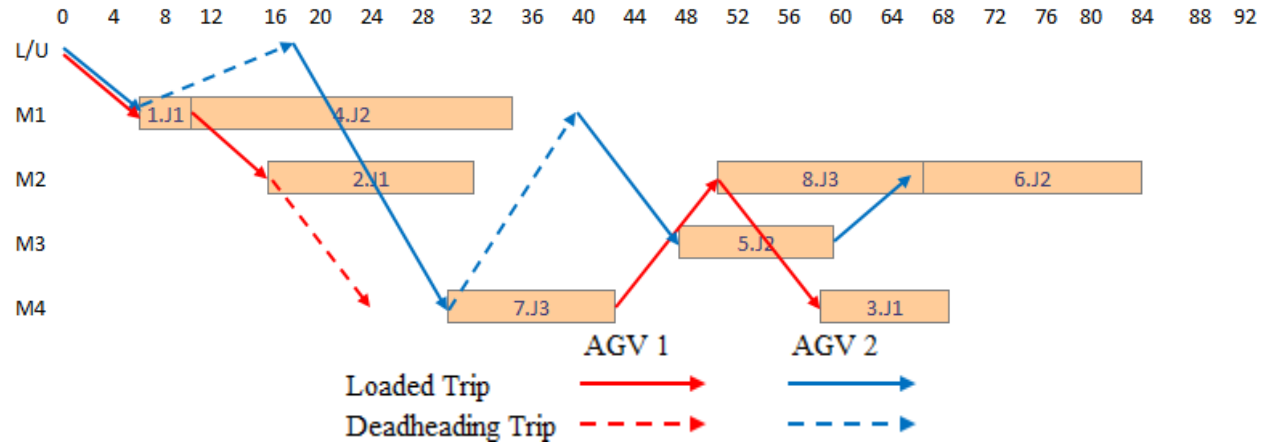 0 4 8 12 16 20 24 28 32 36 40 44 48 52 56 60 64 68 72 76 80 84 88 92
L/U
M1 1.J1 4.J2
M2 2.J1 8.J3 6.J2
M3 5.J2
M4 7.J3 3.J1
AGV 1 AGV 2
Loaded Trip
Deadheading Trip